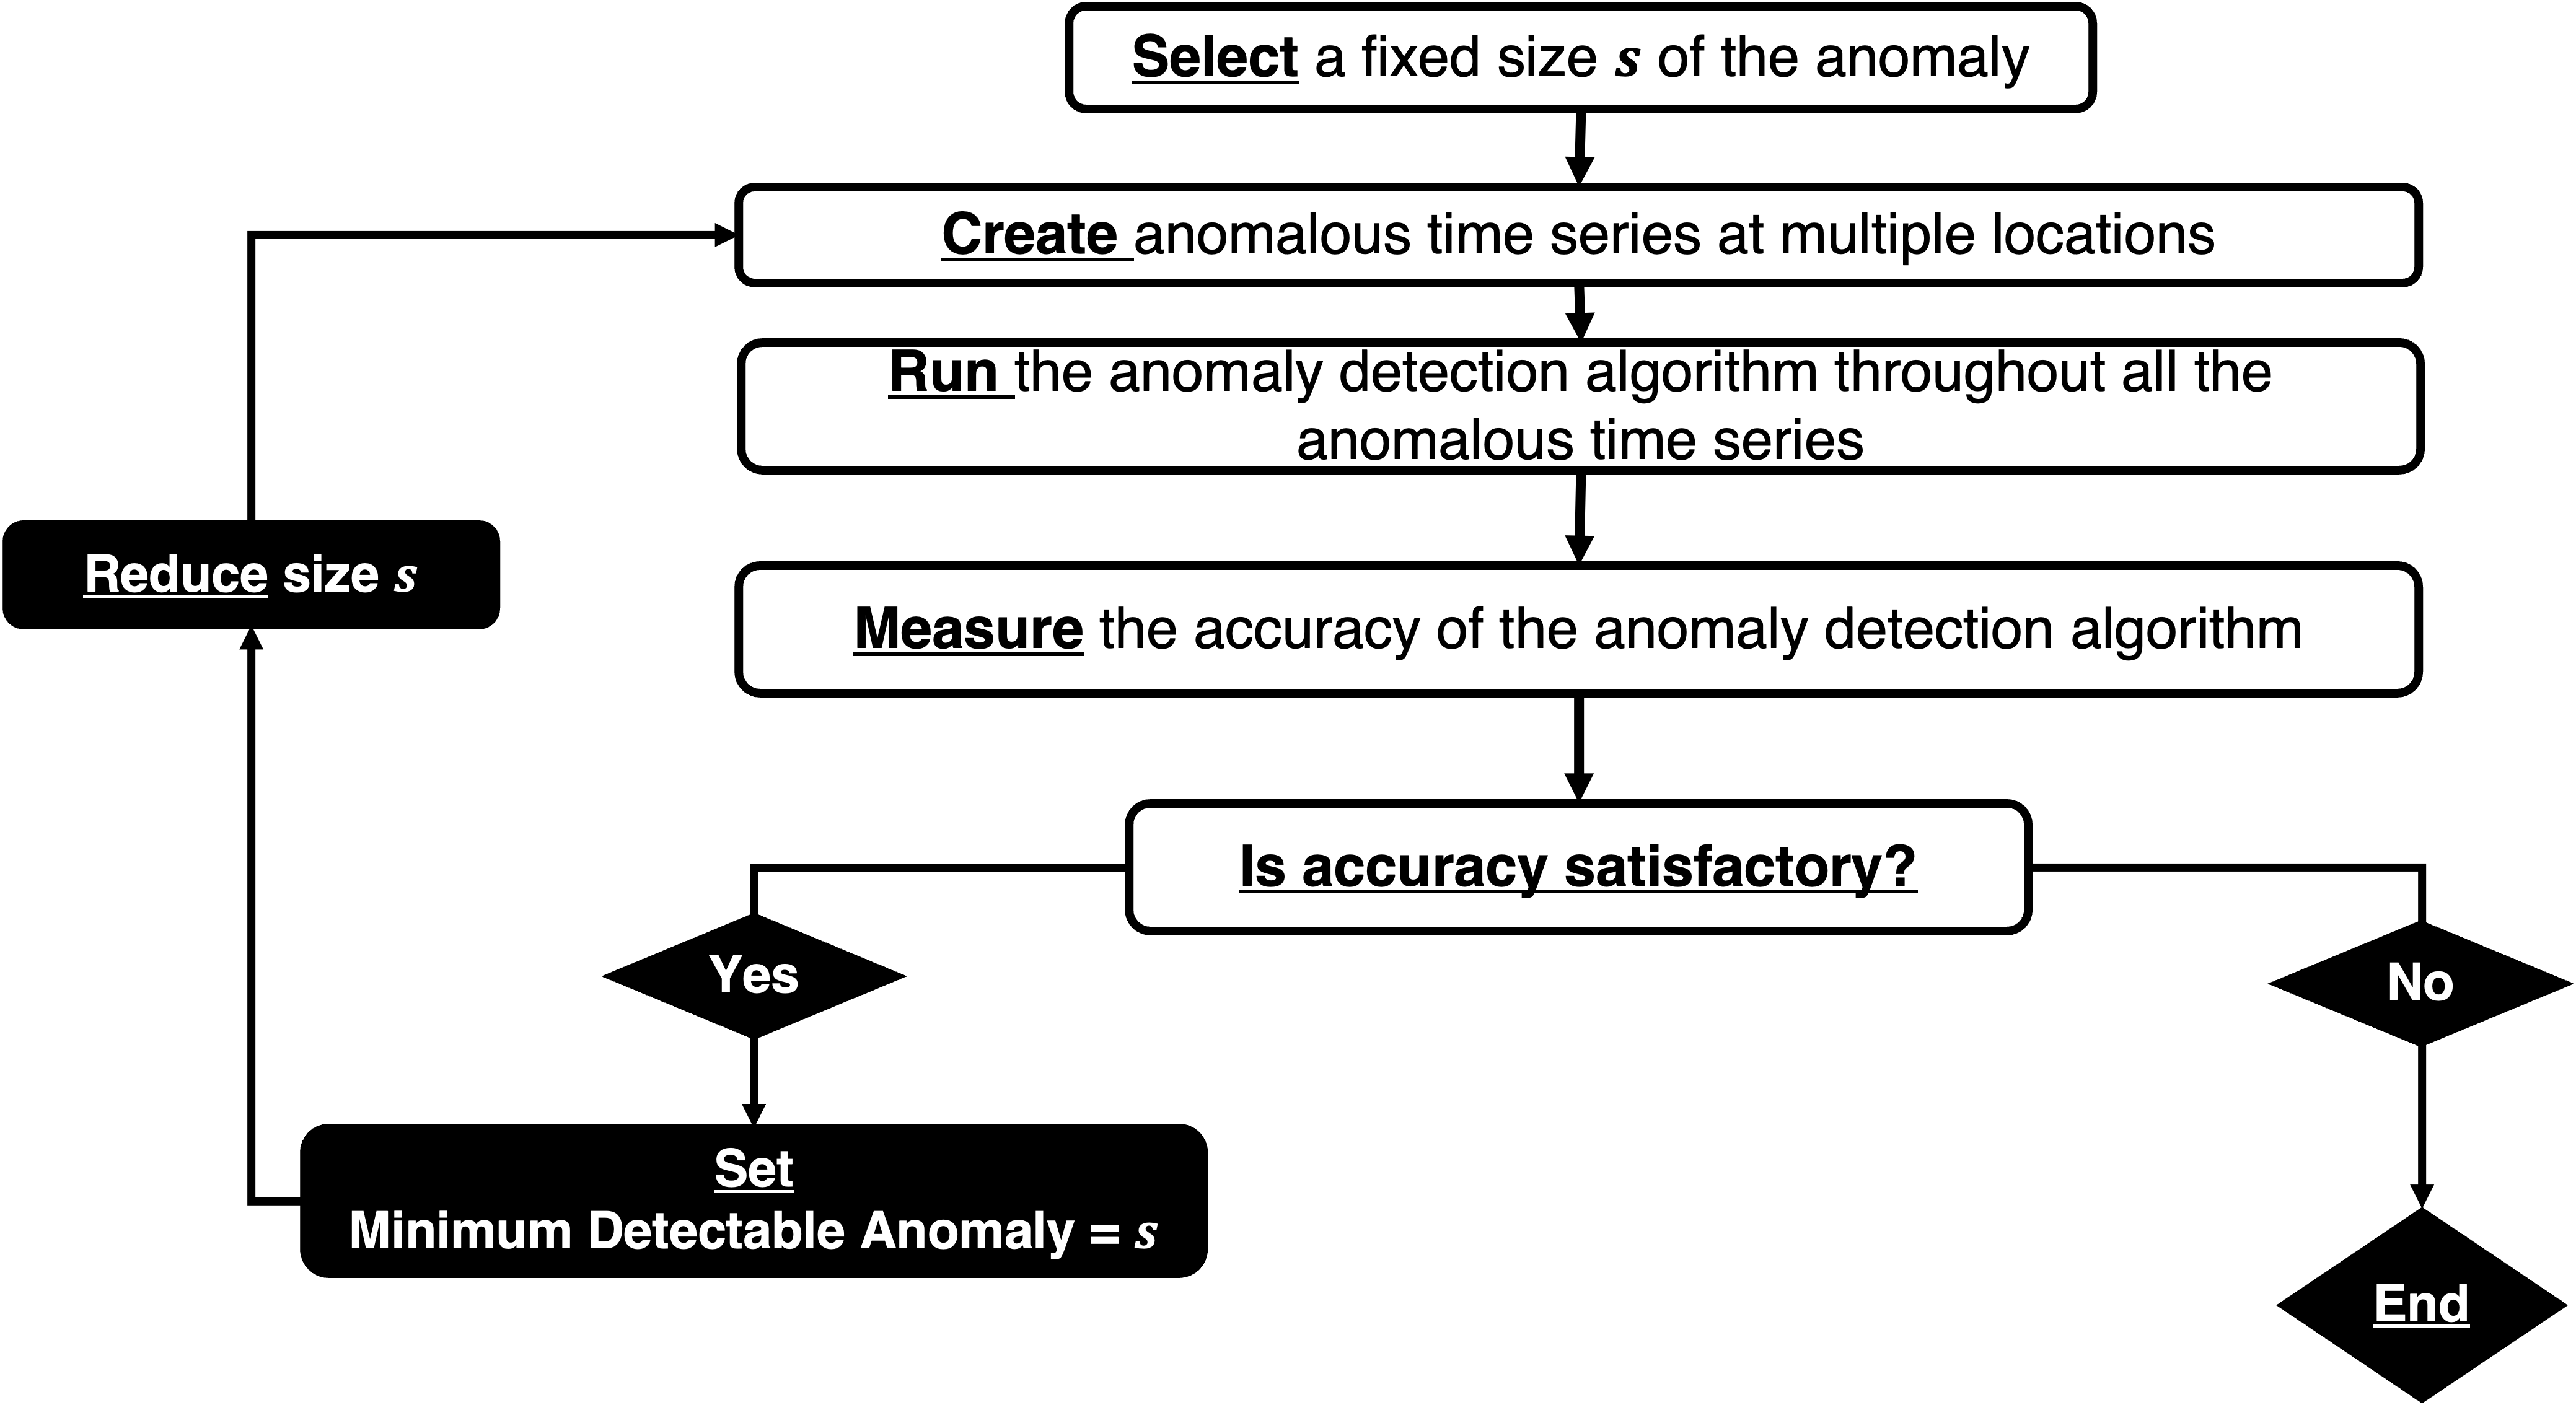 Select a fixed size s of the anomaly
Create anomalous time series at multiple locations
Run the anomaly detection algorithm throughout all the
anomalous time series
Reduce size s
Measure the accuracy of the anomaly detection algorithm
Is accuracy satisfactory?
Yes
No
Set
Minimum Detectable Anomaly = s
End